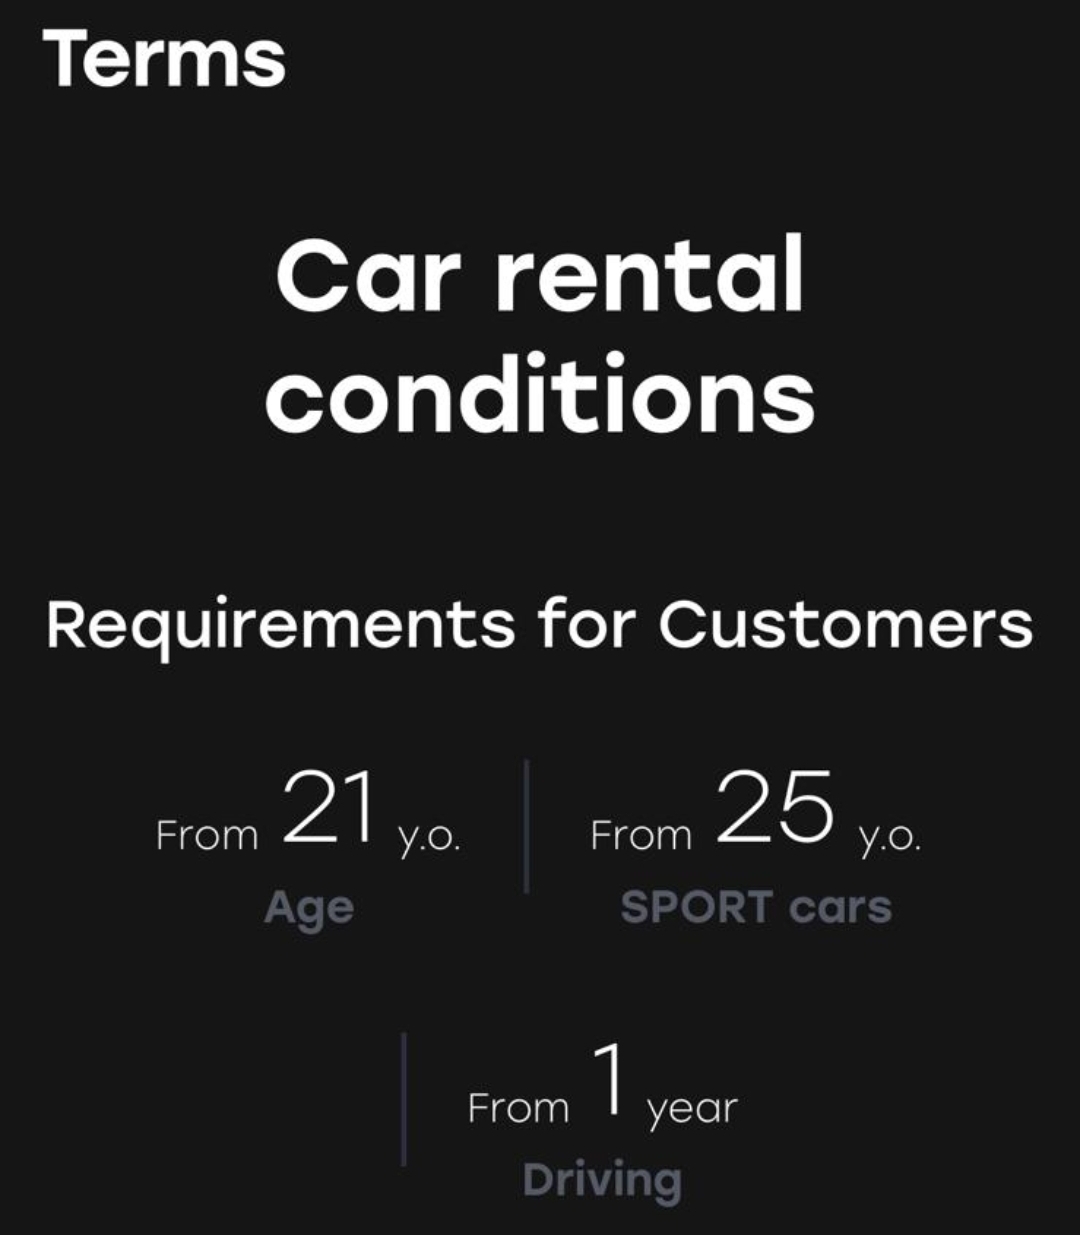 Terms
Car rental
conditions
Requirements for Customers
From 21 y.o.
Age
From 25 y.o.
SPORT cars
From 1 year
Driving